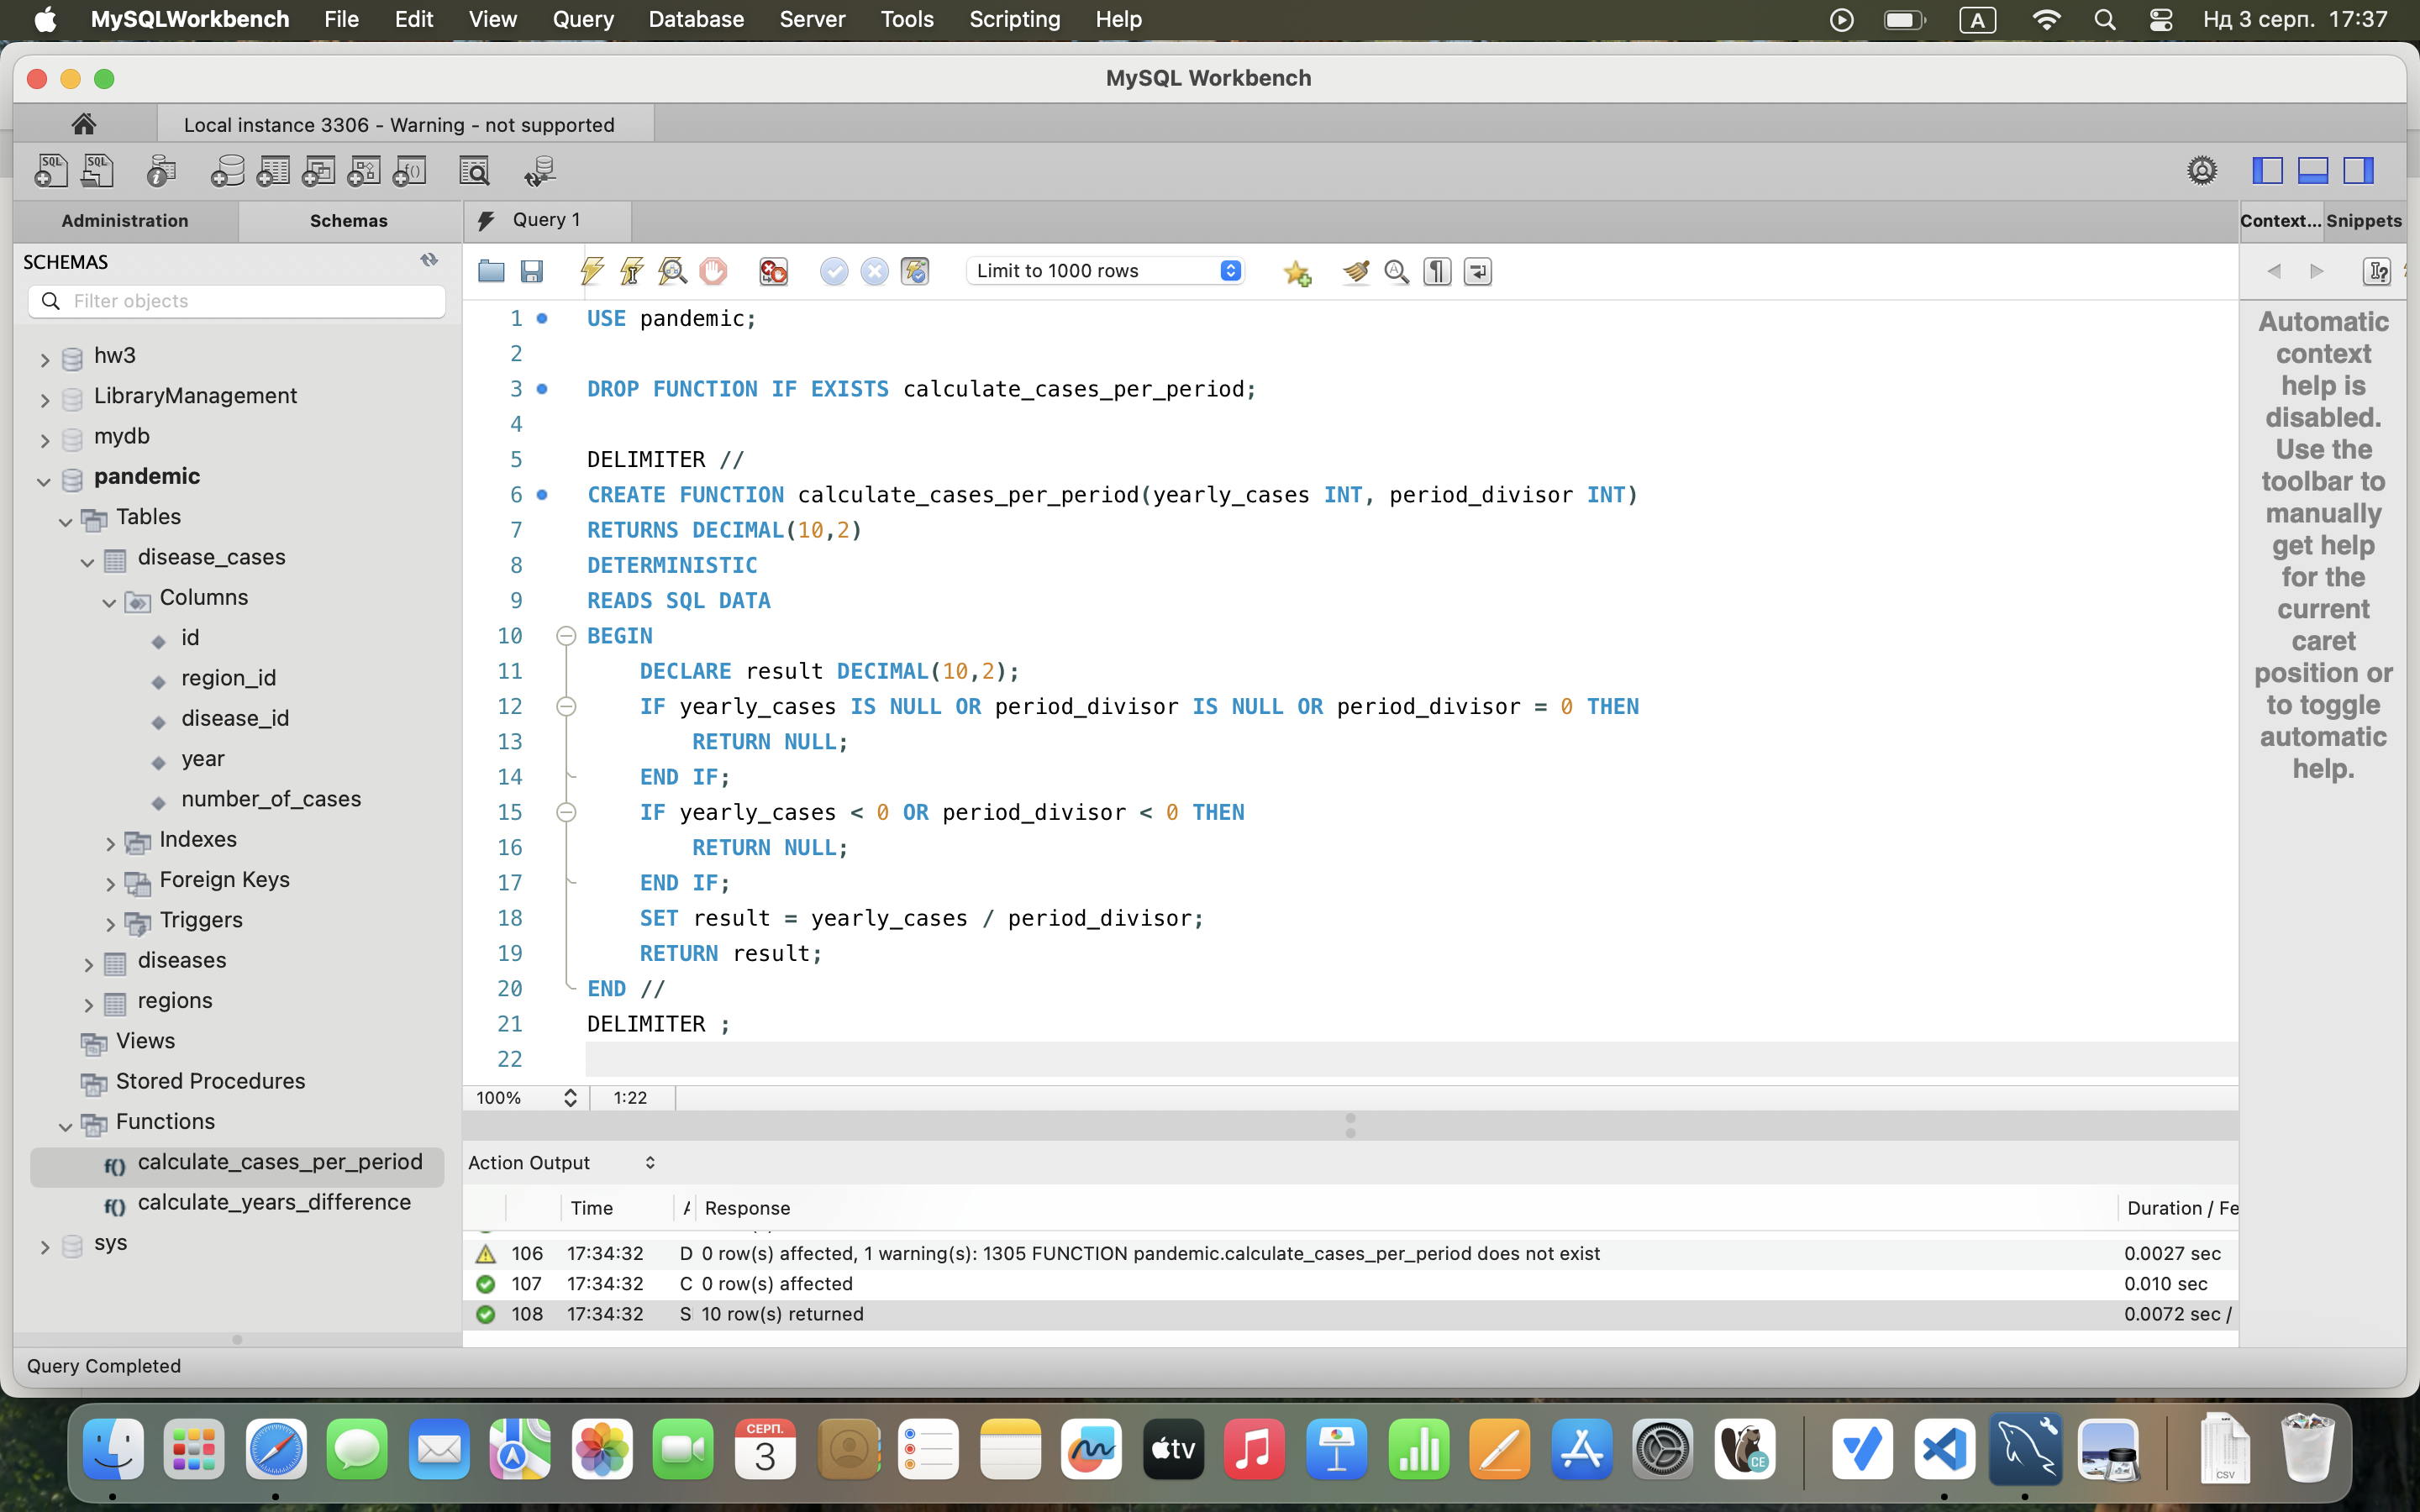 MySQLWorkbench File Edit View Query Database Server Tools Scripting Help A Нд 3 серп. 17:37
MySQL Workbench
Local instance 3306 - Warning - not supported
Administration Schemas
Query 1
Context... Snippets
SCHEMAS
Filter objects
hw3
LibraryManagement
mydb
pandemic
Tables
disease_cases
Columns
id
region_id
disease_id
year
number_of_cases
Indexes
Foreign Keys
Triggers
diseases
regions
Views
Stored Procedures
Functions
f() calculate_cases_per_period
f() calculate_years_difference
sys
Limit to 1000 rows
1 USE pandemic;
2
3 DROP FUNCTION IF EXISTS calculate_cases_per_period;
4
5 DELIMITER //
6 CREATE FUNCTION calculate_cases_per_period(yearly_cases INT, period_divisor INT)
7 RETURNS DECIMAL(10,2)
8 DETERMINISTIC
9 READS SQL DATA
10 BEGIN
11 DECLARE result DECIMAL(10,2);
12 IF yearly_cases IS NULL OR period_divisor IS NULL OR period_divisor = 0 THEN
13 RETURN NULL;
14 END IF;
15 IF yearly_cases < 0 OR period_divisor < 0 THEN
16 RETURN NULL;
17 END IF;
18 SET result = yearly_cases / period_divisor;
19 RETURN result;
20 END //
21 DELIMITER ;
22
100% 1:22
Automatic
context
help is
disabled.
Use the
toolbar to
manually
get help
for the
current
caret
position or
to toggle
automatic
help.
Action Output
Time Response Duration / Fe
106 17:34:32 D 0 row(s) affected, 1 warning(s): 1305 FUNCTION pandemic.calculate_cases_per_period does not exist 0.0027 sec
107 17:34:32 C 0 row(s) affected 0.010 sec
108 17:34:32 S 10 row(s) returned 0.0072 sec /
Query Completed
СЕРП.
3
tv
CE
CSV